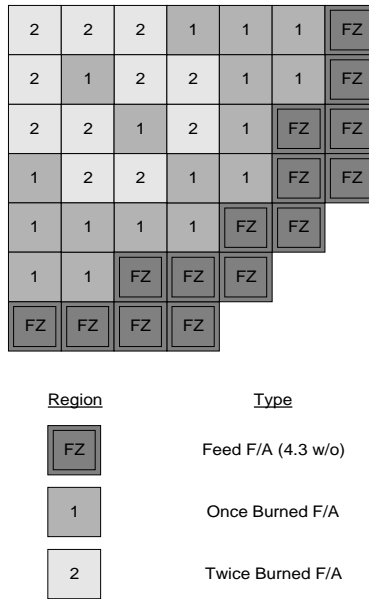 2 2 2 1 1 1 FZ
2 1 2 2 1 1 FZ
2 2 1 2 1 FZ FZ
1 2 2 1 1 FZ FZ
1 1 1 1 FZ FZ
1 1 FZ FZ FZ
FZ FZ FZ FZ
Region Type
FZ Feed F/A (4.3 w/o)
1 Once Burned F/A
2 Twice Burned F/A